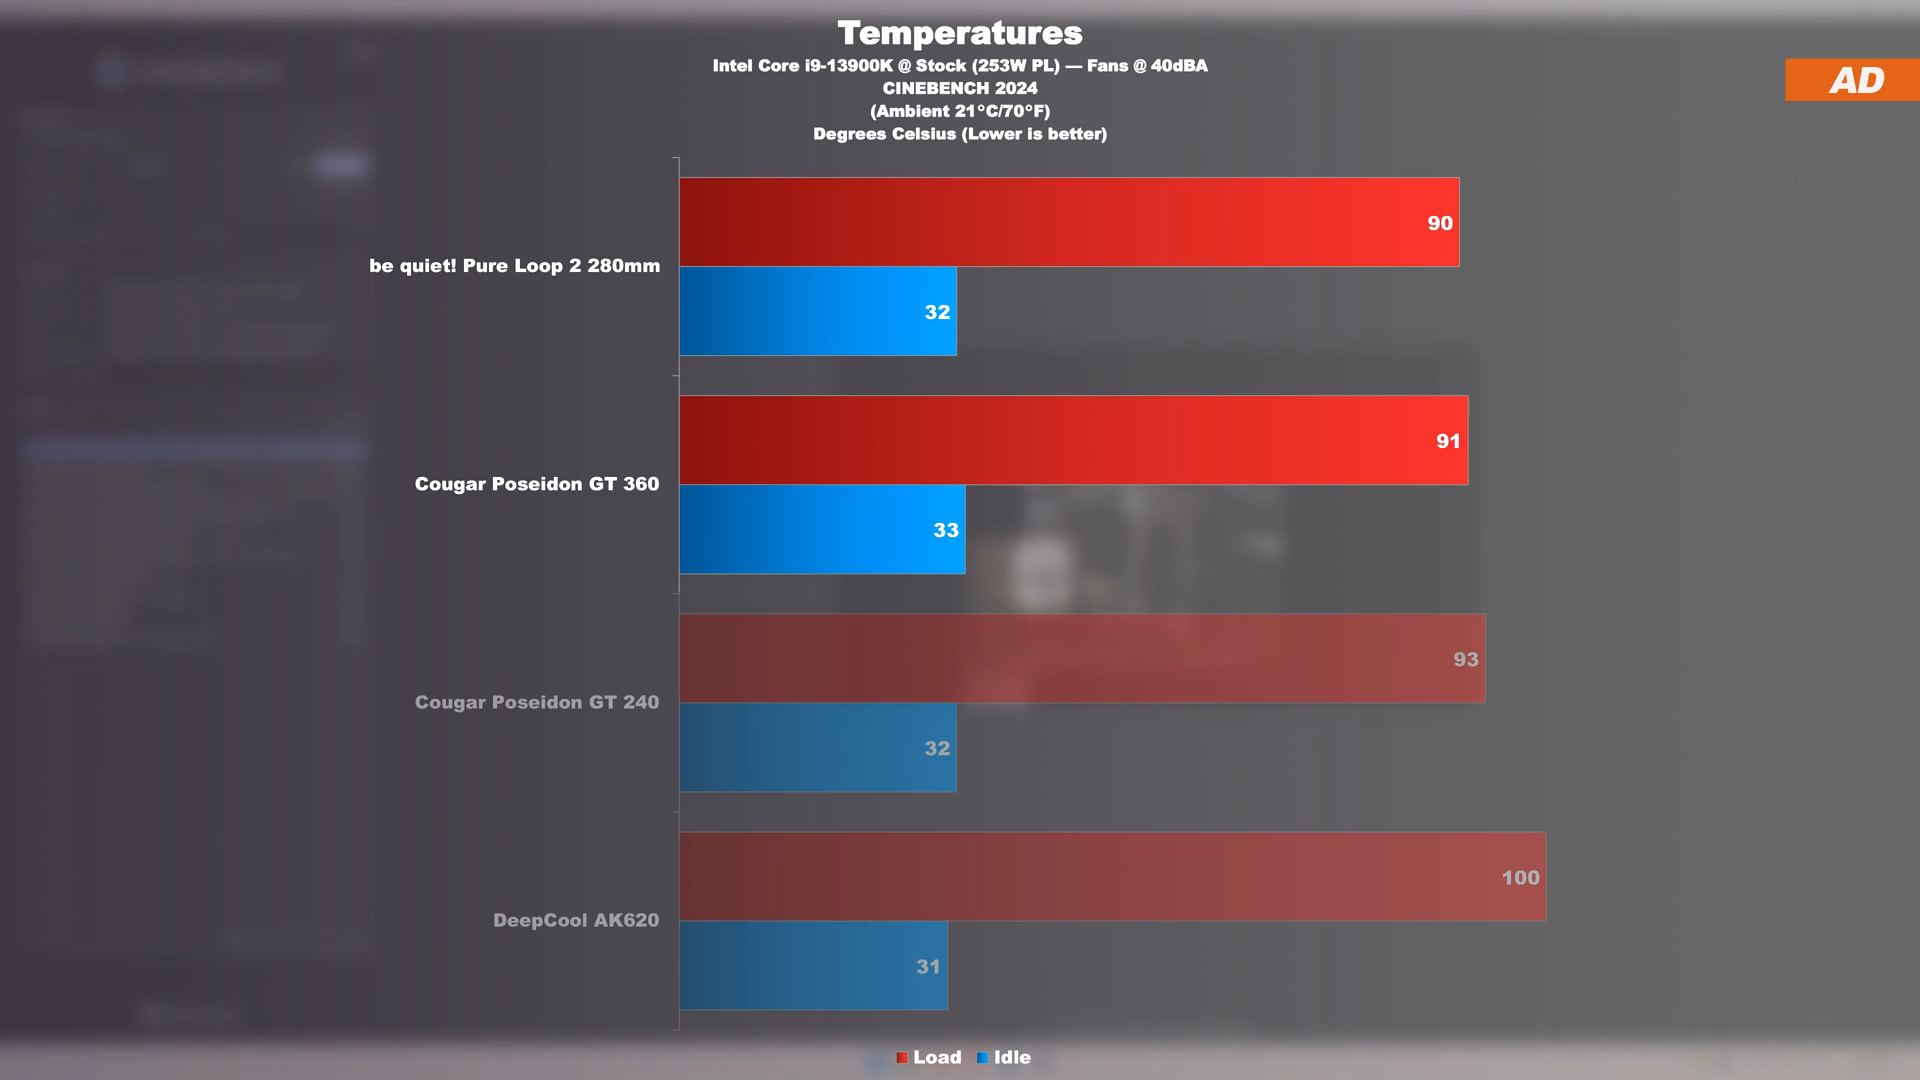 Temperatures
Intel Core i9-13900K @ Stock (253W PL) — Fans @ 40dBA
CINEBENCH 2024
(Ambient 21°C/70°F)
Degrees Celsius (Lower is better)
AD
be quiet! Pure Loop 2 280mm
90
32
Cougar Poseidon GT 360
91
33
Cougar Poseidon GT 240
93
32
DeepCool AK620
100
31
Load Idle